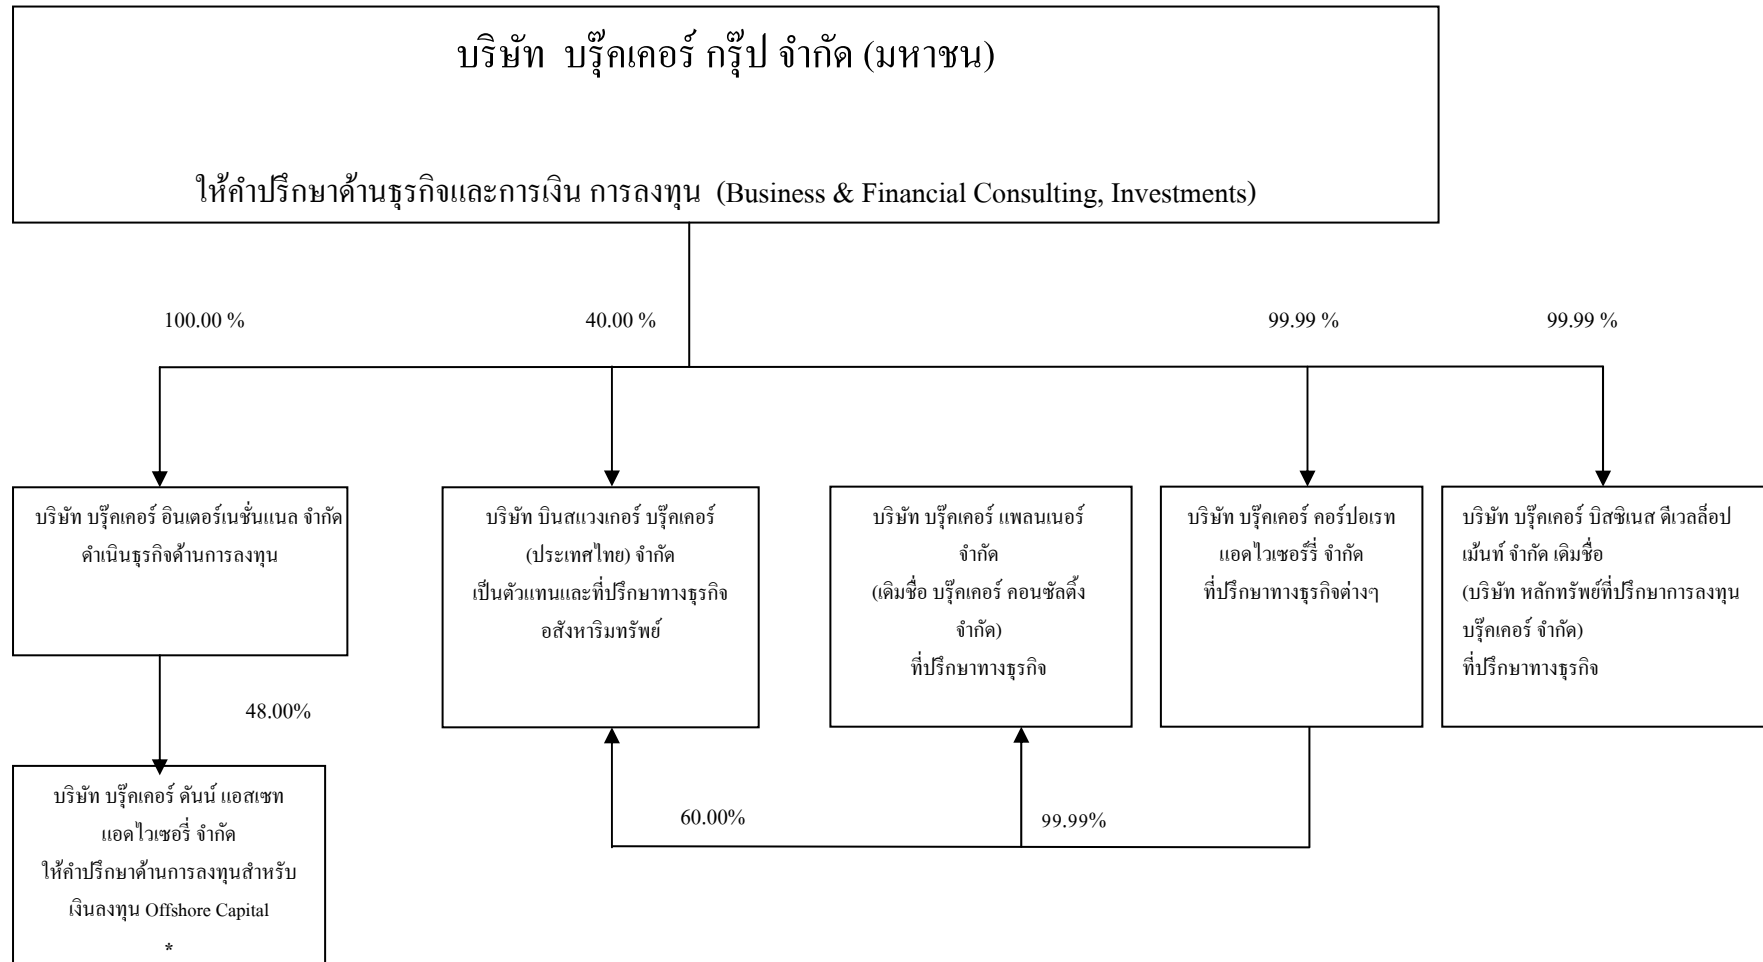 บริษัท บรุ๊คเคอร์ กรุ๊ป จำกัด (มหาชน)
ให้คำปรึกษาด้านธุรกิจและการเงิน การลงทุน (Business & Financial Consulting, Investments)
100.00 %
40.00 %
99.99 %
99.99 %
บริษัท บรุ๊คเคอร์ อินเตอร์เนชั่นแนล จำกัด
ดำเนินธุรกิจด้านการลงทุน
บริษัท บินสแวงเกอร์ บรุ๊คเคอร์
(ประเทศไทย) จำกัด
เป็นตัวแทนและที่ปรึกษาทางธุรกิจ
อสังหาริมทรัพย์
บริษัท บรุ๊คเคอร์ แพลนเนอร์
จำกัด
(เดิมชื่อ บรุ๊คเคอร์ คอนซัลติ้ง
จำกัด)
ที่ปรึกษาทางธุรกิจ
บริษัท บรุ๊คเคอร์ คอร์ปอเรท
แอดไวเซอร์รี่ จำกัด
ที่ปรึกษาทางธุรกิจต่างๆ
บริษัท บรุ๊คเคอร์ บิสซิเนส ดีเวลล็อป
เม้นท์ จำกัด เดิมชื่อ
(บริษัท หลักทรัพย์ที่ปรึกษาการลงทุน
บรุ๊คเคอร์ จำกัด)
ที่ปรึกษาทางธุรกิจ
48.00%
60.00%
99.99%
บริษัท บรุ๊คเคอร์ ดันน์ แอสเซท
แอดไวเซอรี่ จำกัด
ให้คำปรึกษาด้านการลงทุนสำหรับ
เงินลงทุน Offshore Capital
*